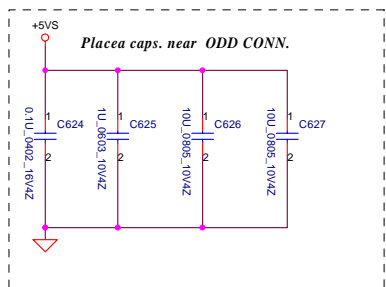 +5VS
Placea caps. near ODD CONN.
1
C624
2
0.1U_0402_16V4Z
1
C625
2
1U_0603_10V4Z
1
C626
2
10U_0805_10V4Z
1
C627
2
10U_0805_10V4Z